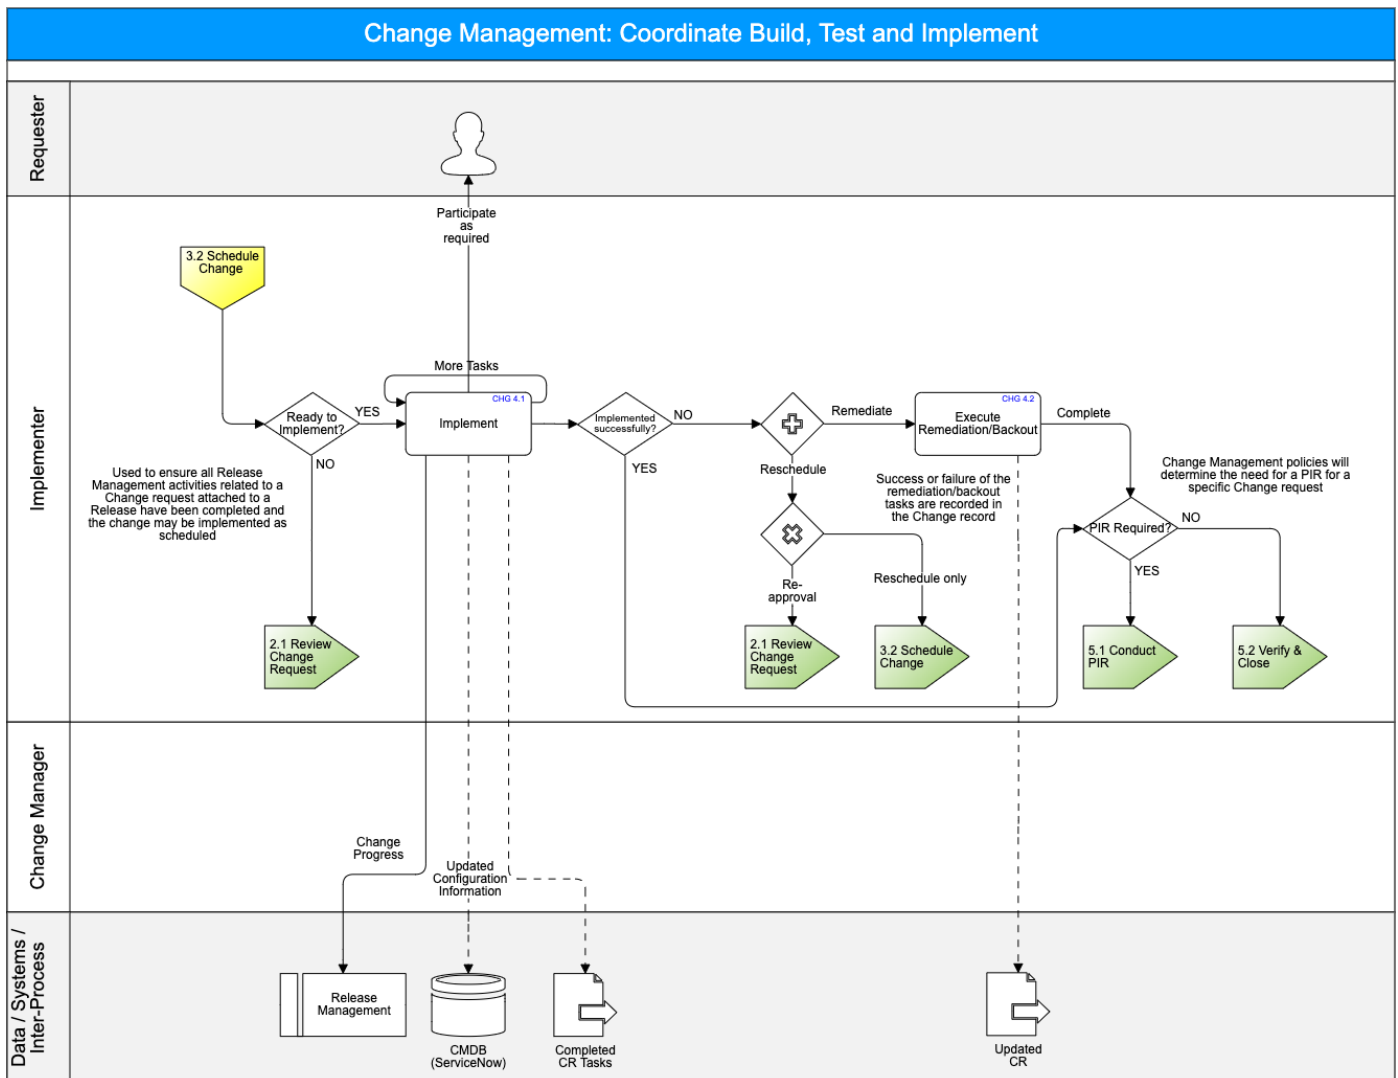 Change Management: Coordinate Build, Test and Implement
Requester
Participate
as
required
Implementer
3.2 Schedule
Change
More Tasks
Ready to
Implement?
YES
NO
CHG 4.1
Implement
Implemented
successfully?
NO
YES
Remediate
CHG 4.2
Execute
Remediation/Backout
Complete
Used to ensure all Release
Management activities related to a
Change request attached to a
Release have been completed and
the change may be implemented as
scheduled
Reschedule
Success or failure of the
remediation/backout
tasks are recorded in
the Change record
Change Management policies will
determine the need for a PIR for a
specific Change request
PIR Required?
NO
YES
Re-
approval
Reschedule only
2.1 Review
Change
Request
2.1 Review
Change
Request
3.2 Schedule
Change
5.1 Conduct
PIR
5.2 Verify &
Close
Change Manager
Change
Progress
Updated
Configuration
Information
Data / Systems /
Inter-Process
Release
Management
CMDB
(ServiceNow)
Completed
CR Tasks
Updated
CR